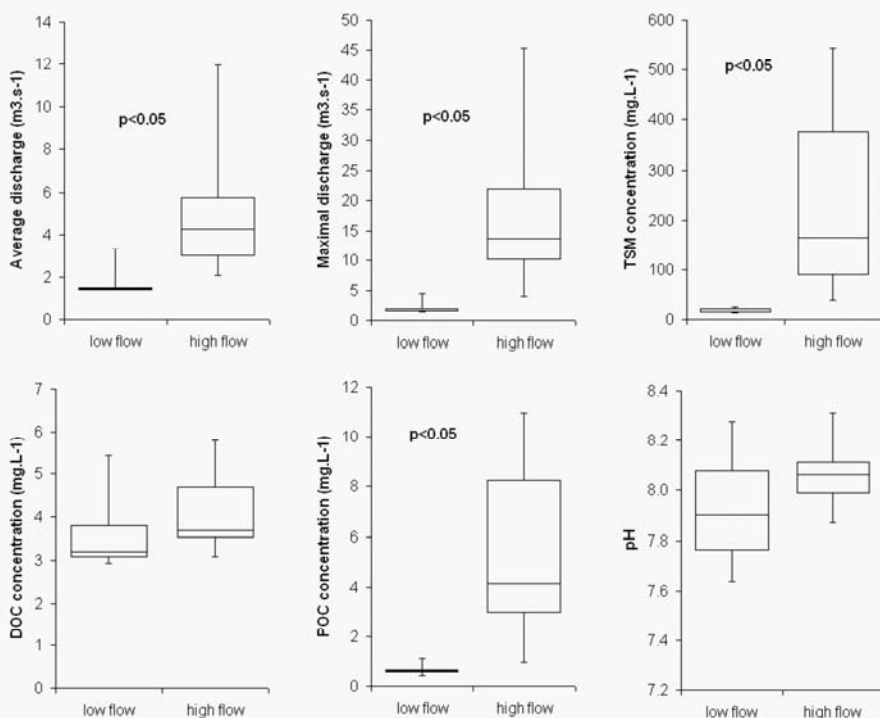 Average discharge (m3.s-1)
14
12
10
8
6
4
2
0
p<0.05
low flow
high flow
Maximal discharge (m3.s-1)
50
45
40
35
30
25
20
15
10
5
0
p<0.05
low flow
high flow
TSM concentration (mg.L-1)
600
500
400
300
200
100
0
p<0.05
low flow
high flow
DOC concentration (mg.L-1)
7
6
5
4
3
2
1
0
low flow
high flow
POC concentration (mg.L-1)
12
10
8
6
4
2
0
p<0.05
low flow
high flow
pH
8.4
8.2
8.0
7.8
7.6
7.4
7.2
low flow
high flow